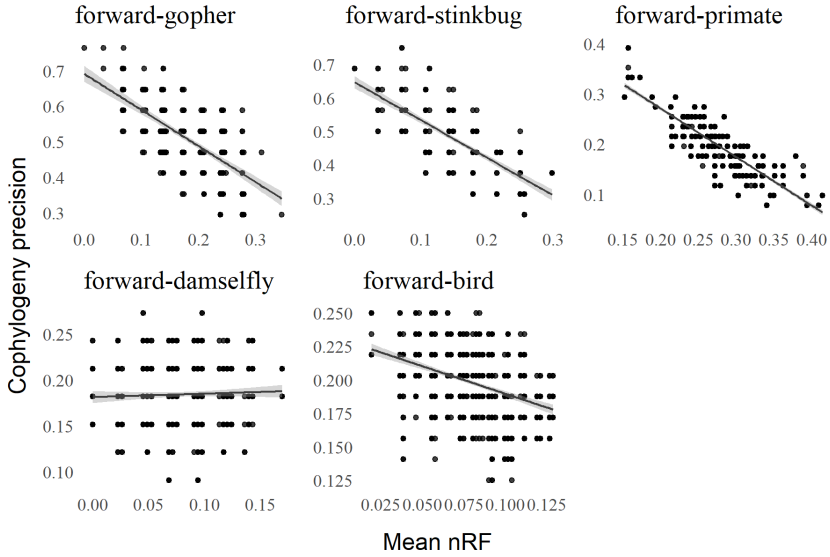 forward-gopher forward-stinkbug forward-primate
0.7 0.6 0.5 0.4 0.3
0.0 0.1 0.2 0.3
0.7 0.6 0.5 0.4 0.3
0.0 0.1 0.2 0.3
0.4 0.3 0.2 0.1
0.15 0.20 0.25 0.30 0.35 0.40
Cophylogeny precision
forward-damselfly forward-bird
0.25 0.20 0.15 0.10
0.00 0.05 0.10 0.15
0.250 0.225 0.200 0.175 0.150 0.125
0.025 0.050 0.075 0.100 0.125
Mean nRF